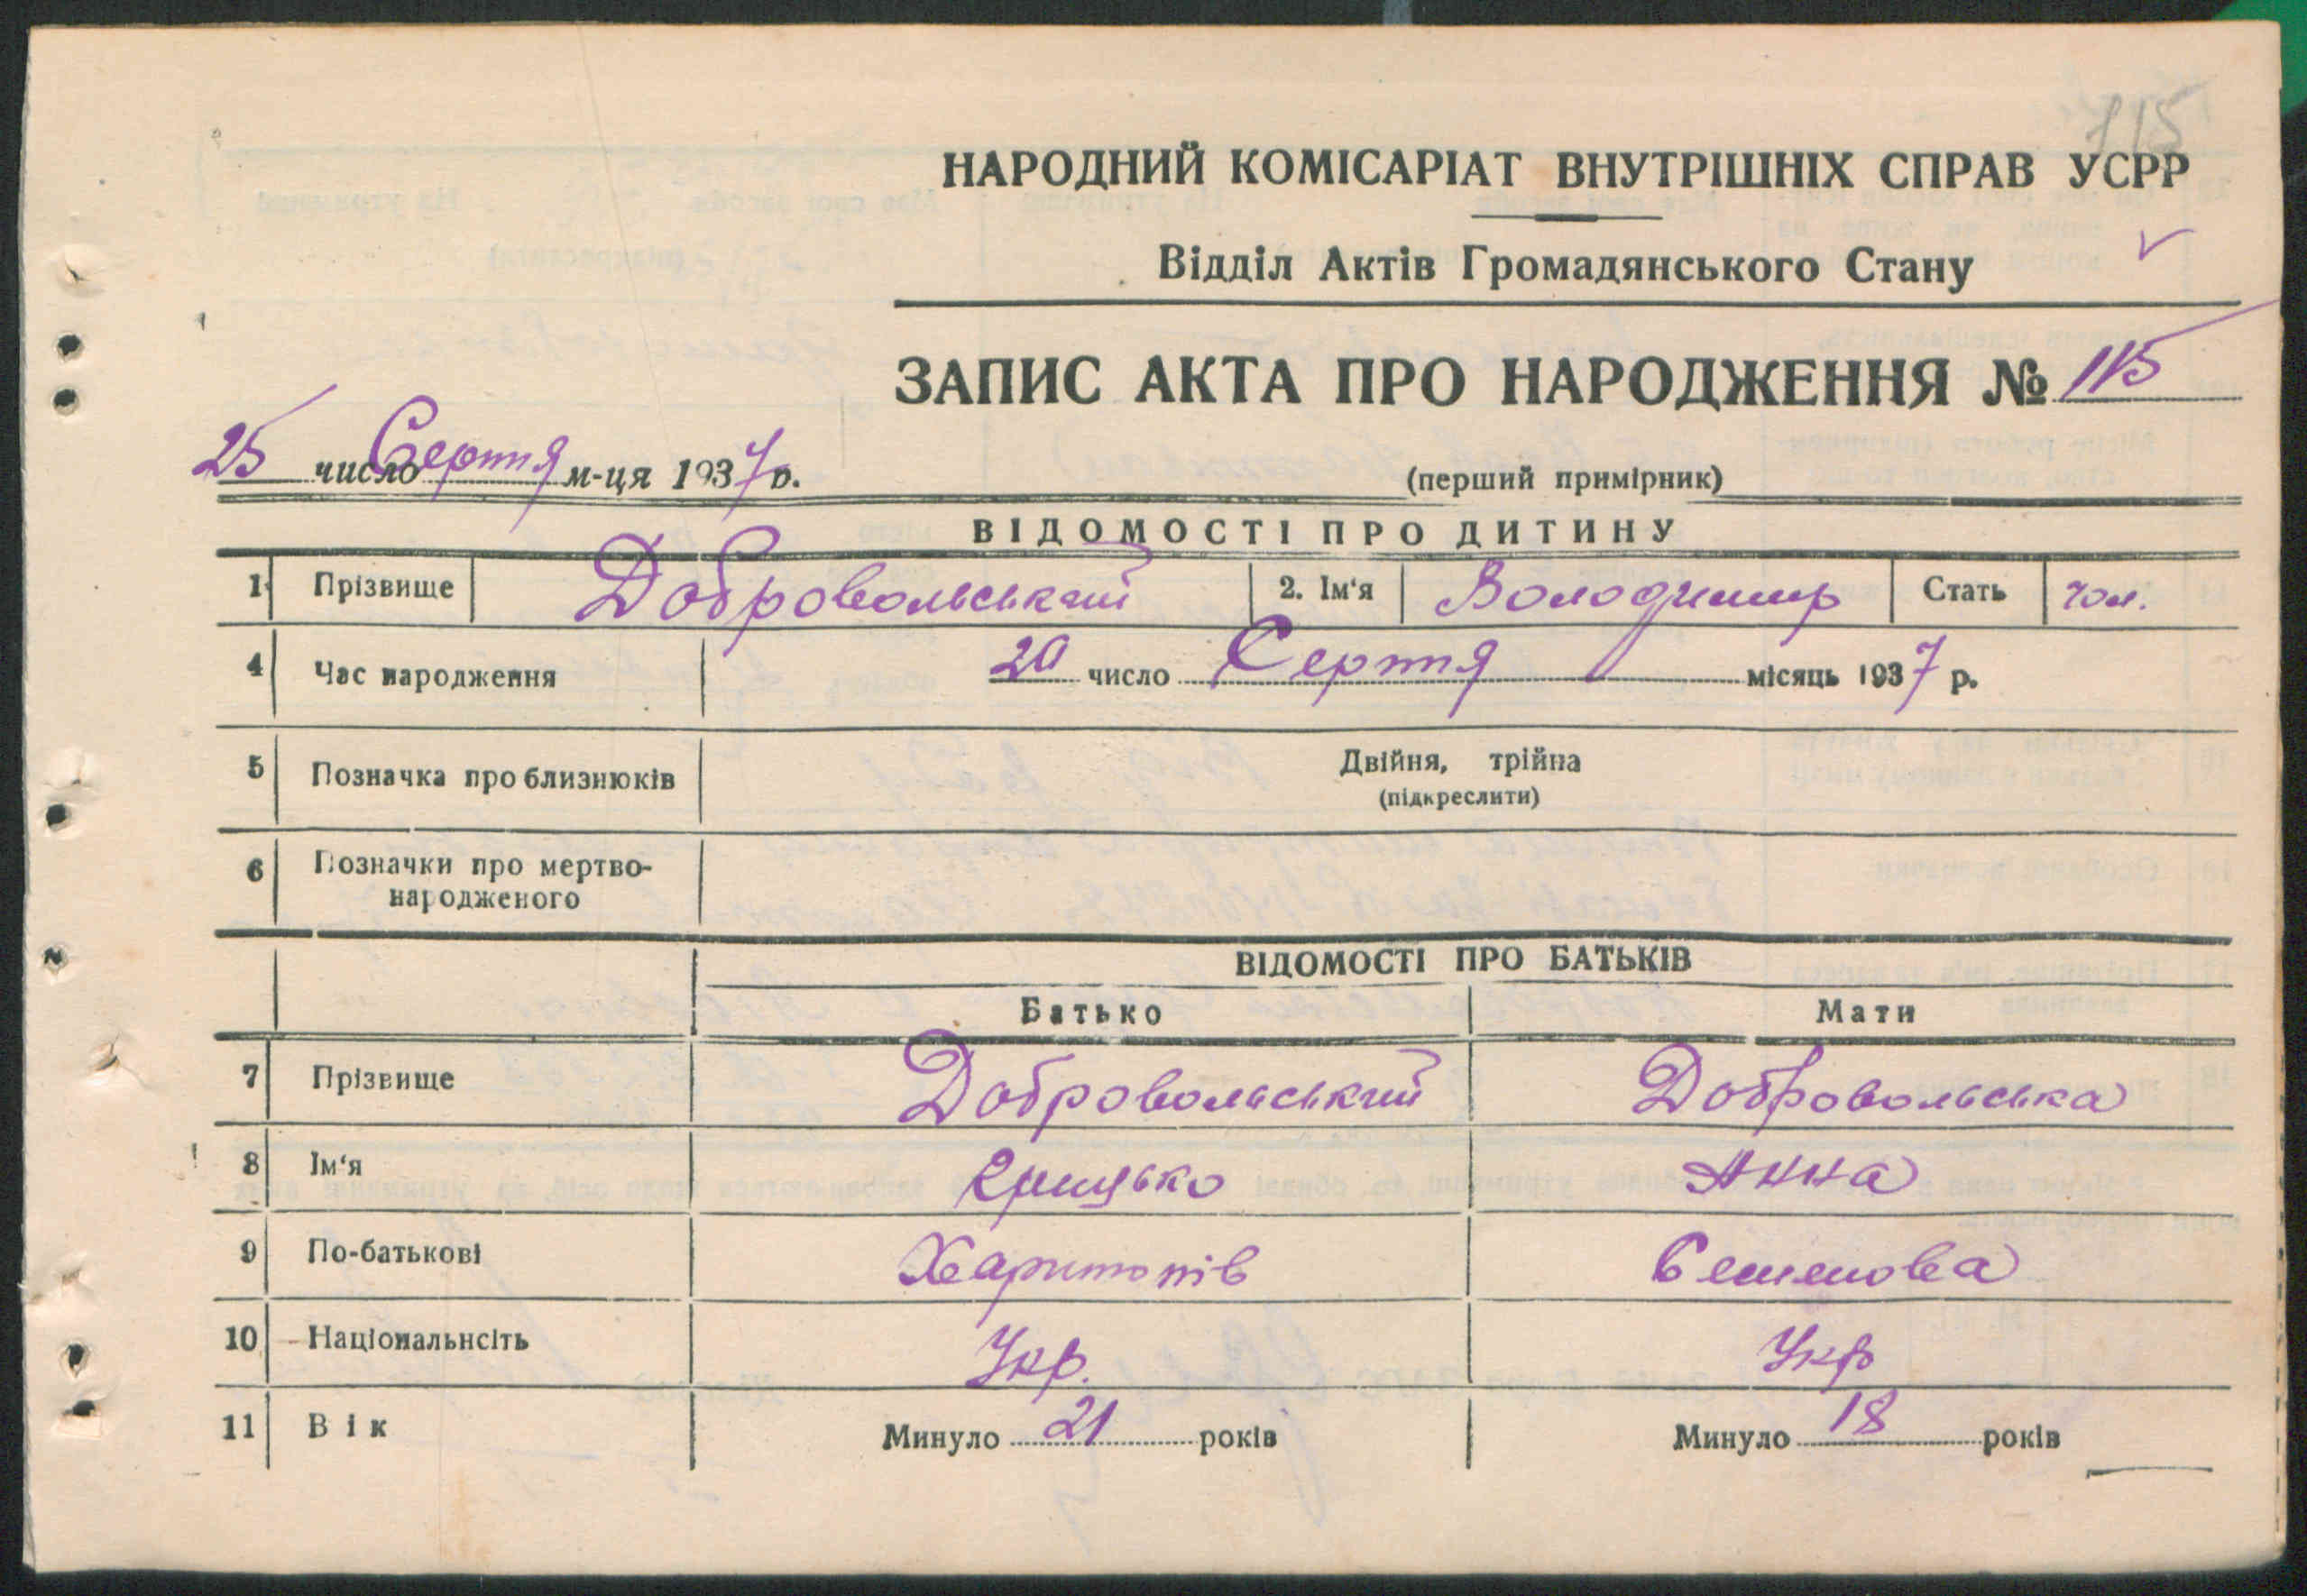 115
НАРОДНИЙ КОМІСАРІАТ ВНУТРІШНІХ СПРАВ УСРР
Відділ Актів Громадянського Стану
ЗАПИС АКТА ПРО НАРОДЖЕННЯ № 115
25 число Серпня м-ця 1937 р.
(перший примірник)
ВІДОМОСТІ ПРО ДИТИНУ
1 Прізвище Добровольський 2. Ім‘я Володимир Стать чол.
4 Час народження 20 число Серпня місяць 1937 р.
5 Позначка про близнюків Двійня, трійна
(підкреслити)
6 Позначки про мертво-
народженого
ВІДОМОСТІ ПРО БАТЬКІВ
Батько Мати
7 Прізвище Добровольський Добровольська
8 Ім‘я Грицько Анна
9 По-батькові Харитонів Семенова
10 Національнсіть Укр. Укр
11 Вік Минуло 21 років Минуло 18 років